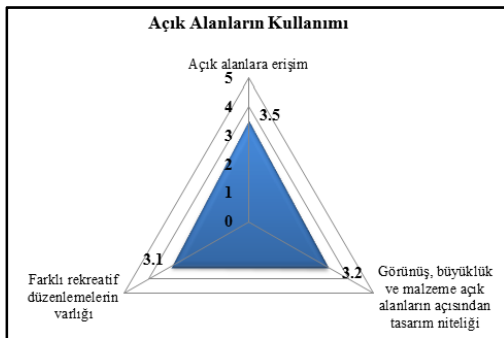 Açık Alanların Kullanımı
Açık alanlara erişim
5
4
3.5
3
2
1
0
3.1
3.2
Farklı rekreatif
düzenlemelerin
varlığı
Görünüş, büyüklük
ve malzeme açık
alanların açısından
tasarım niteliği